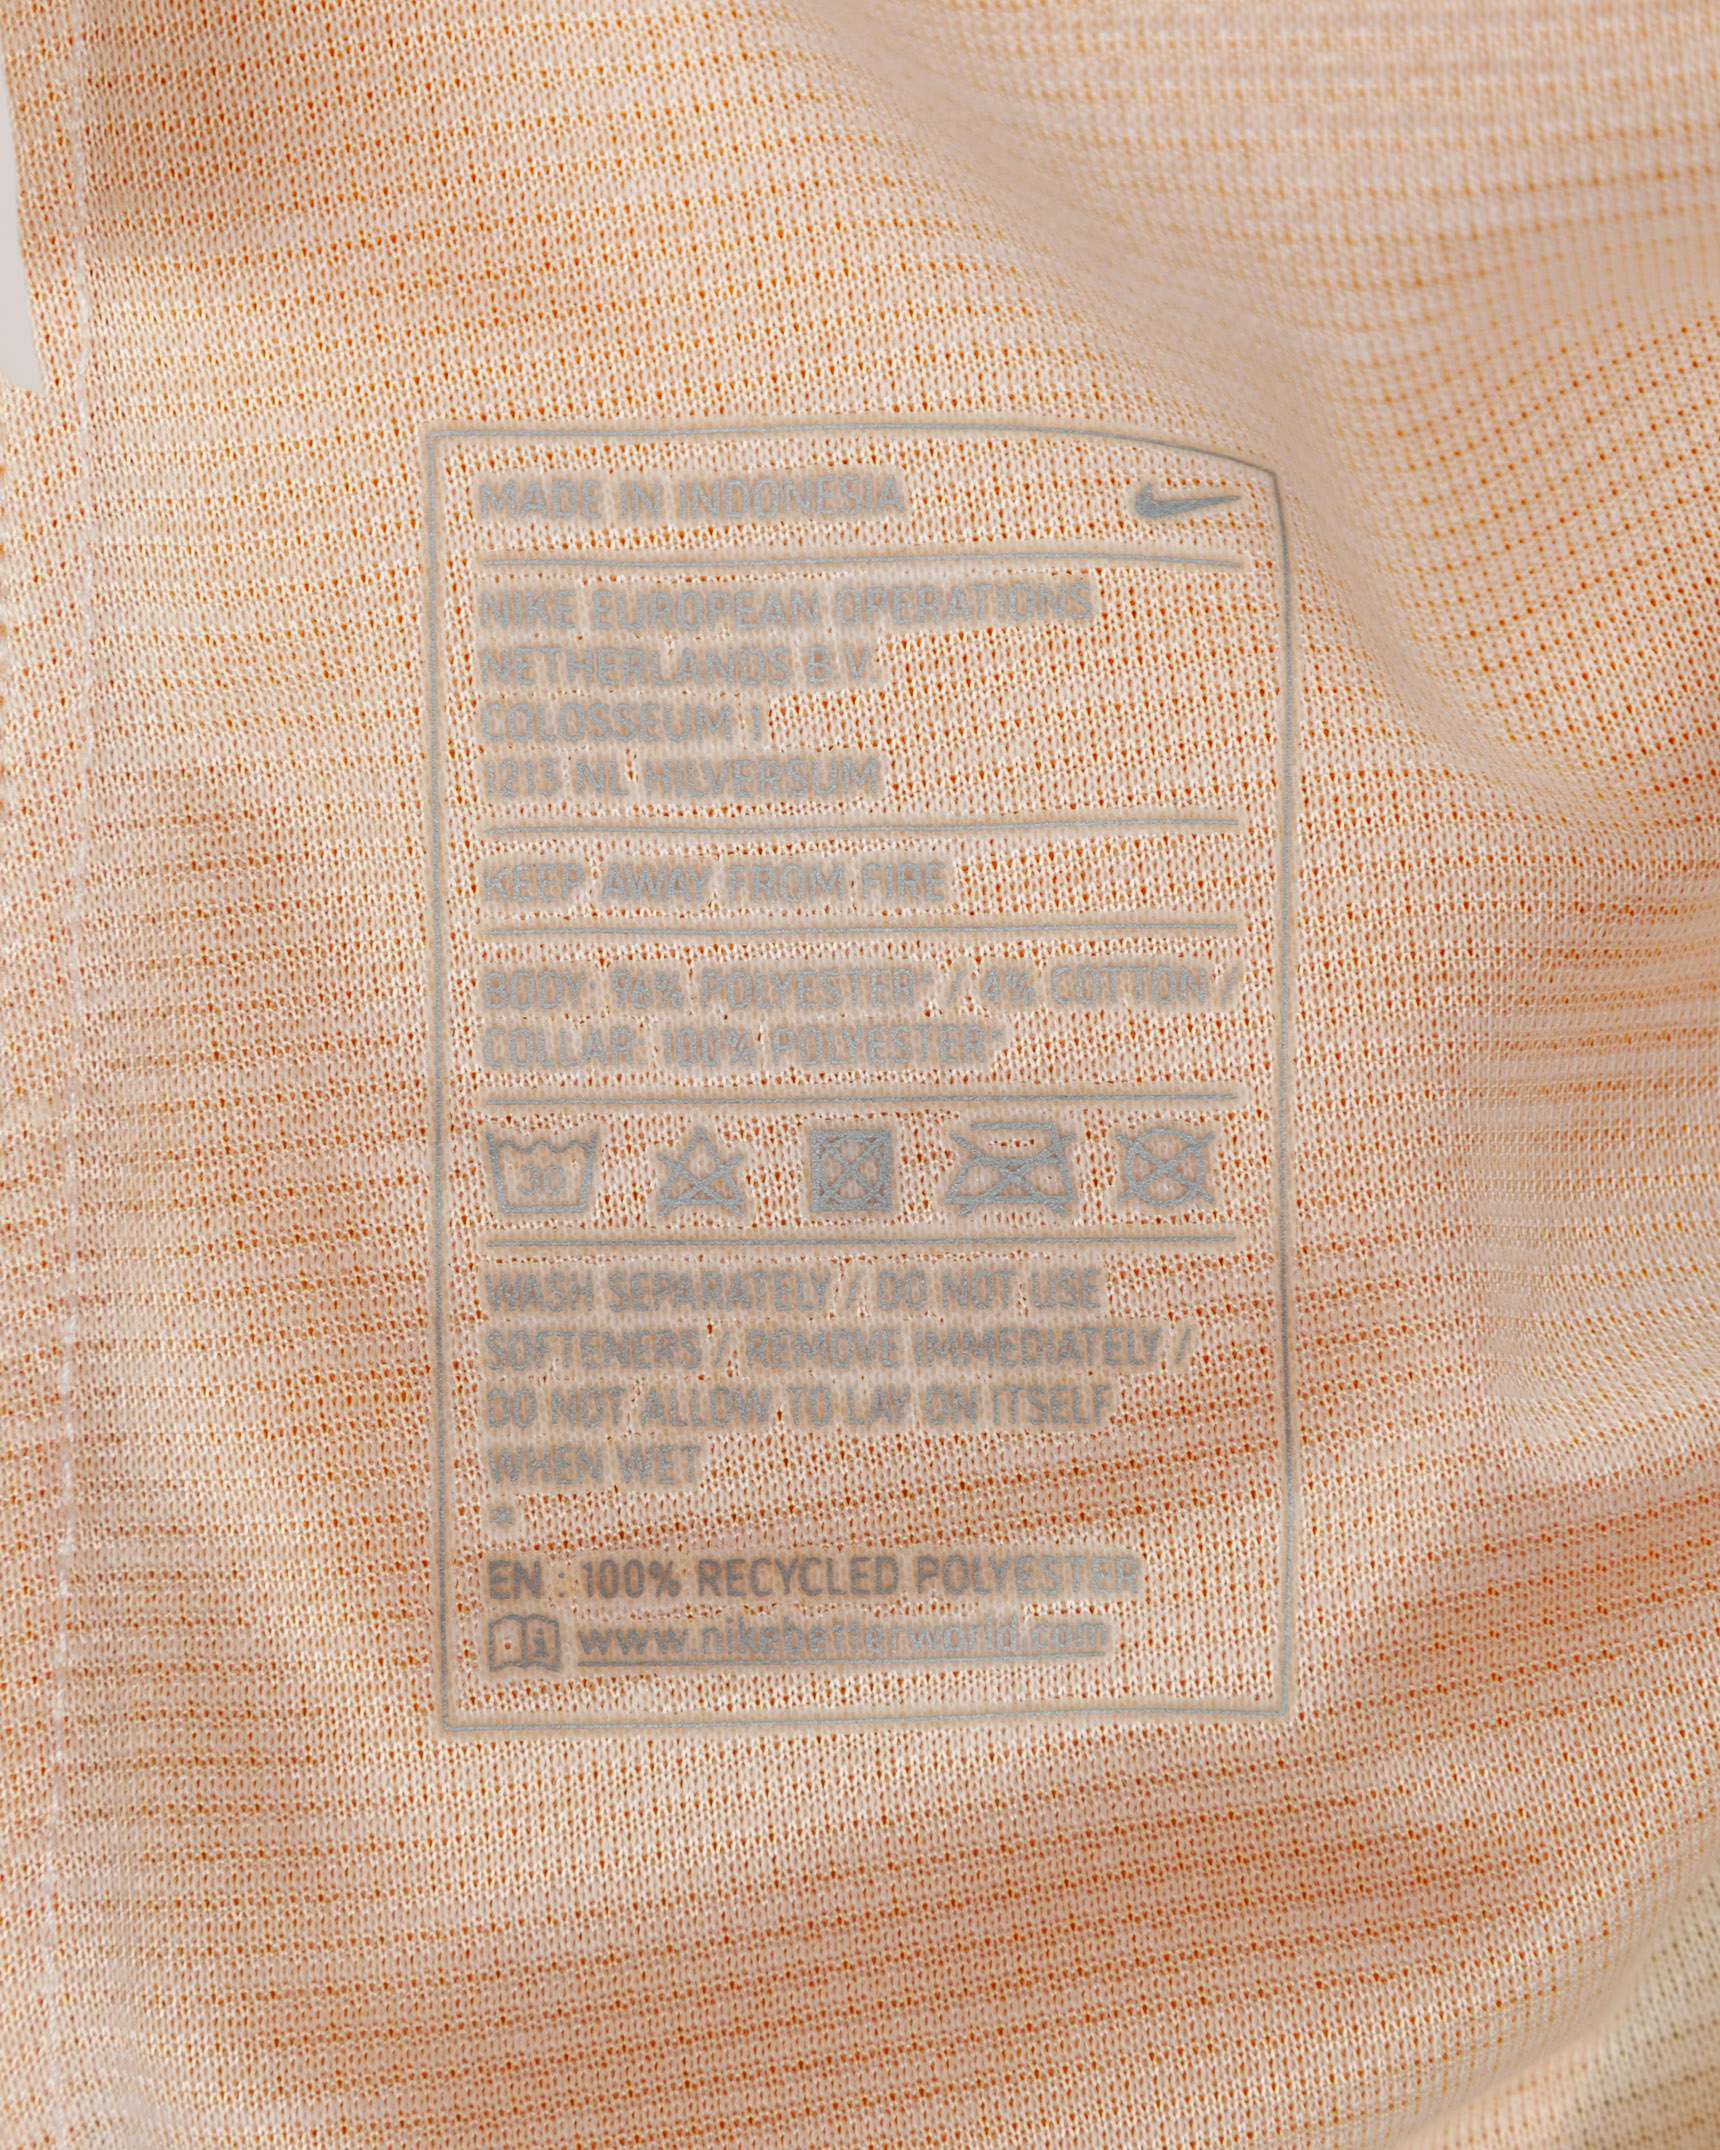 MADE IN INDONESIA
NIKE EUROPEAN OPERATIONS
NETHERLANDS B.V.
COLOSSEUM 1
1213 NL HILVERSUM
KEEP AWAY FROM FIRE
BODY: 96% POLYESTER* / 4% COTTON /
COLLAR: 100% POLYESTER*
30
WASH SEPARATELY / DO NOT USE
SOFTENERS / REMOVE IMMEDIATELY /
DO NOT ALLOW TO LAY ON ITSELF
WHEN WET
*
EN : 100% RECYCLED POLYESTER
i www.nikebetterworld.com